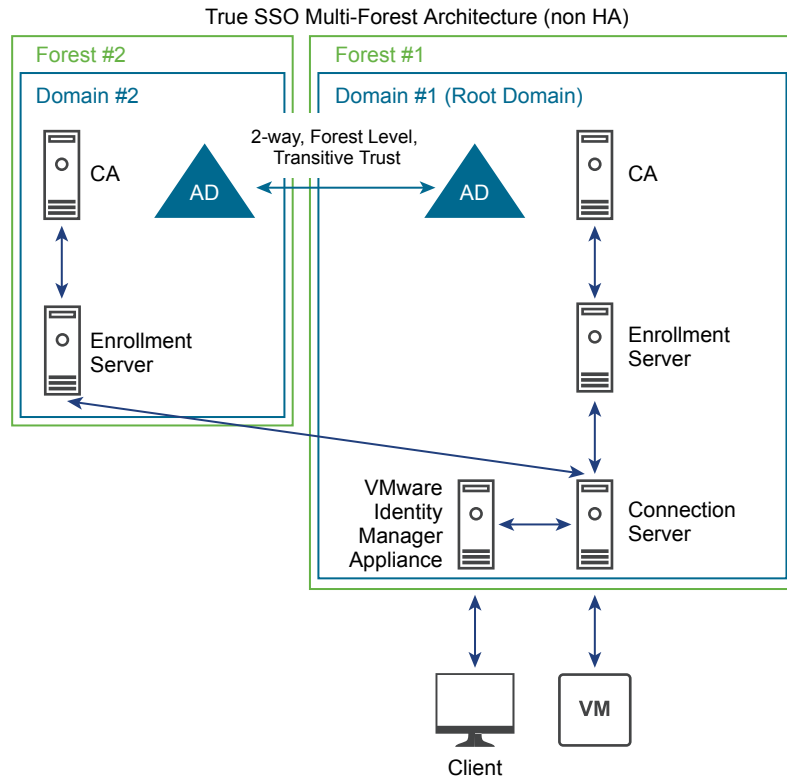 True SSO Multi-Forest Architecture (non HA)
Forest #2
Forest #1
Domain #2
Domain #1 (Root Domain)
2-way, Forest Level,
Transitive Trust
CA
AD
AD
CA
Enrollment
Server
Enrollment
Server
VMware
Identity
Manager
Appliance
Connection
Server
VM
Client